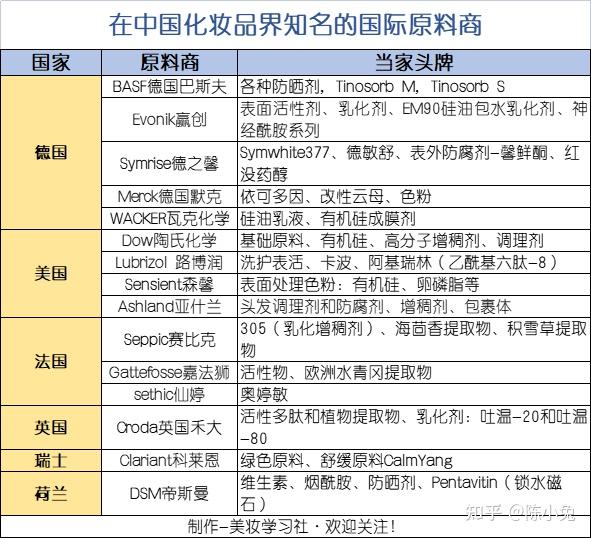 在中国化妆品界知名的国际原料商
国家 原料商 当家头牌
德国
BASF德国巴斯夫 各种防晒剂, Tinosorb M, Tinosorb S
Evonik赢创 表面活性剂、乳化剂、EM90硅油包水乳化剂、神
经酰胺系列
Symrise德之馨 Symwhite377、德敏舒、表外防腐剂-馨鲜酮、红
没药醇
Merck德国默克 依可多因、改性云母、色粉
WACKER瓦克化学 硅油乳液、有机硅成膜剂
美国
Dow陶氏化学 基础原料、有机硅、高分子增稠剂、调理剂
Lubrizol 路博润 洗护表活、卡波、阿基瑞林（乙酰基六肽-8）
Sensient森馨 表面处理色粉：有机硅、卵磷脂等
Ashland亚什兰 头发调理剂和防腐剂、增稠剂、包裹体
法国
Seppic赛比克 305（乳化增稠剂）、海茴香提取物、积雪草提取
物
Gattefosse嘉法狮 活性物、欧洲水青冈提取物
sethic仙婷 奥婷敏
英国
Croda英国禾大 活性多肽和植物提取物、乳化剂：吐温-20和吐温
-80
瑞士
Clariant科莱恩 绿色原料、舒缓原料CalmYang
荷兰
DSM帝斯曼 维生素、烟酰胺、防晒剂、Pentavitin（锁水磁
石）
制作-美妆学习社·欢迎关注！
知乎 @陈小兔